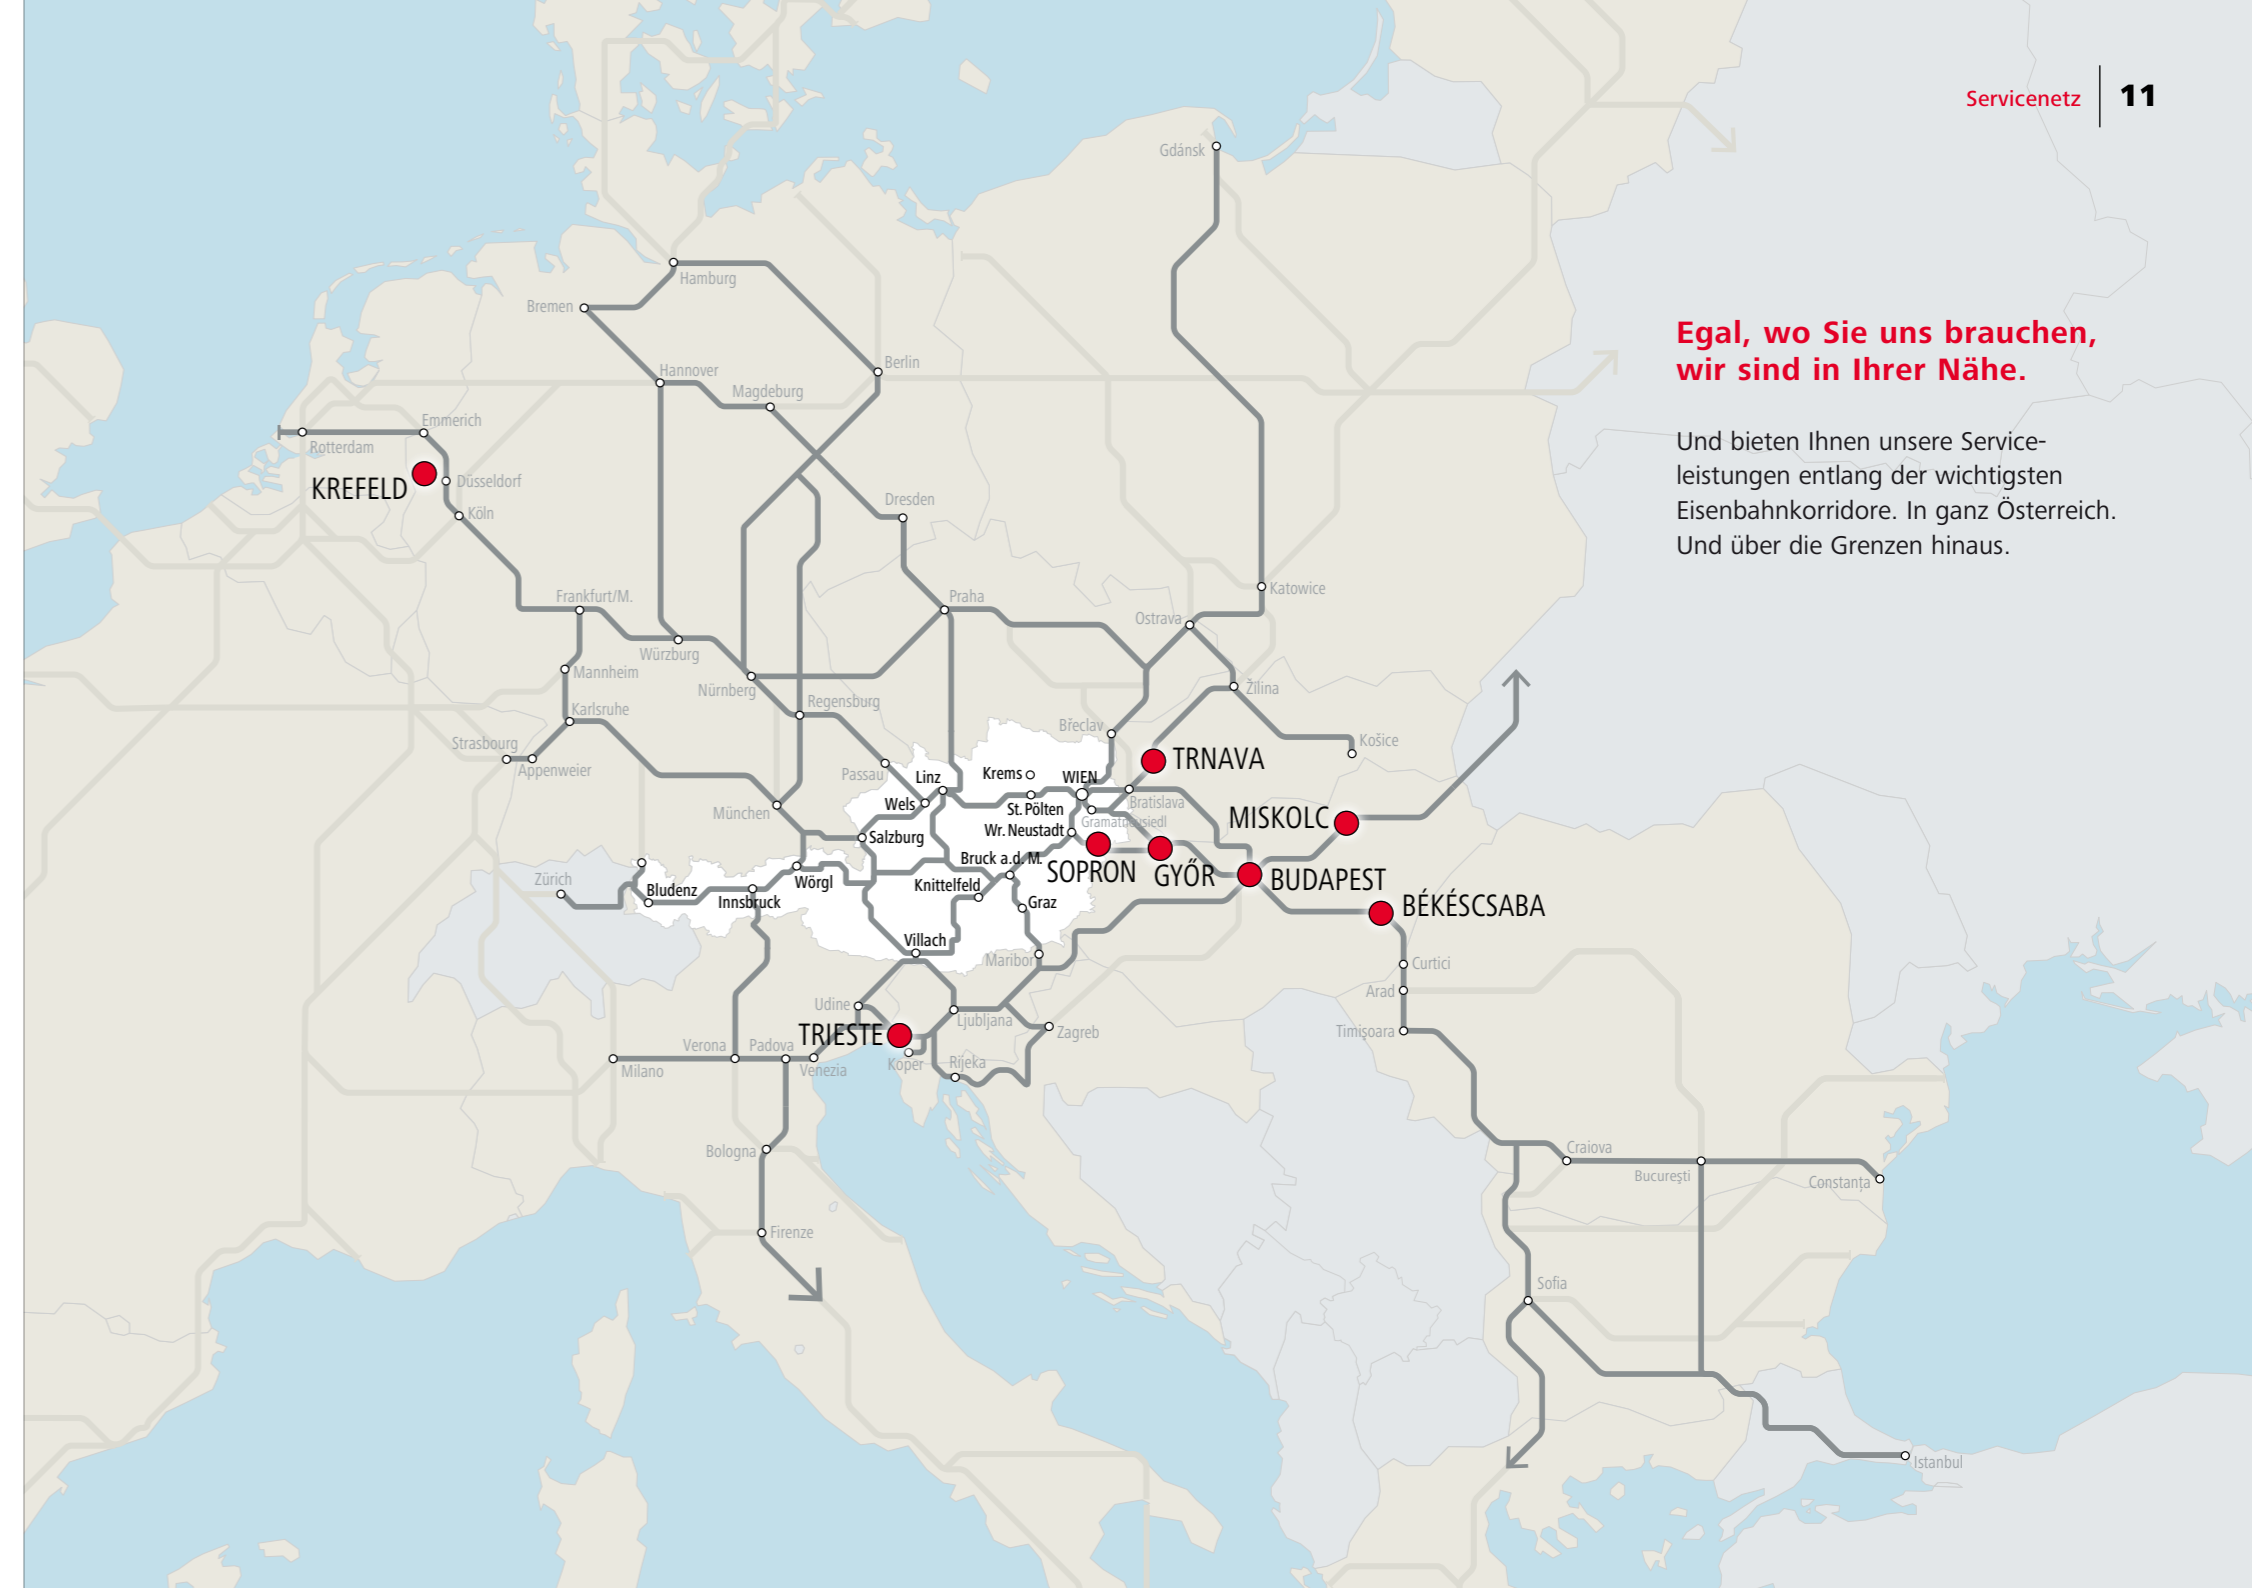 Servicenetz
11
Egal, wo Sie uns brauchen,
wir sind in Ihrer Nähe.
Und bieten Ihnen unsere Service-
leistungen entlang der wichtigsten
Eisenbahnkorridore. In ganz Österreich.
Und über die Grenzen hinaus.
Gdánsk
Hamburg
Bremen
Berlin
Hannover
Magdeburg
Emmerich
Rotterdam
KREFELD
Düsseldorf
Köln
Dresden
Frankfurt/M.
Praha
Katowice
Ostrava
Würzburg
Mannheim
Nürnberg
Žilina
Regensburg
Karlsruhe
Břeclav
Strasbourg
Košice
TRNAVA
Appenweier
Passau
Linz
Krems
WIEN
Wels
Bratislava
St. Pölten
München
Gramatneusiedl
MISKOLC
Wr. Neustadt
Salzburg
Bruck a.d. M.
SOPRON
GYŐR
BUDAPEST
Zürich
Bludenz
Wörgl
Knittelfeld
Innsbruck
Graz
BÉKÉSCSABA
Villach
Maribor
Curtici
Arad
Udine
Ljubljana
Zagreb
Timişoara
TRIESTE
Verona
Padova
Koper
Rijeka
Milano
Venezia
Bologna
Craiova
Bucureşti
Constanţa
Firenze
Sofia
Istanbul